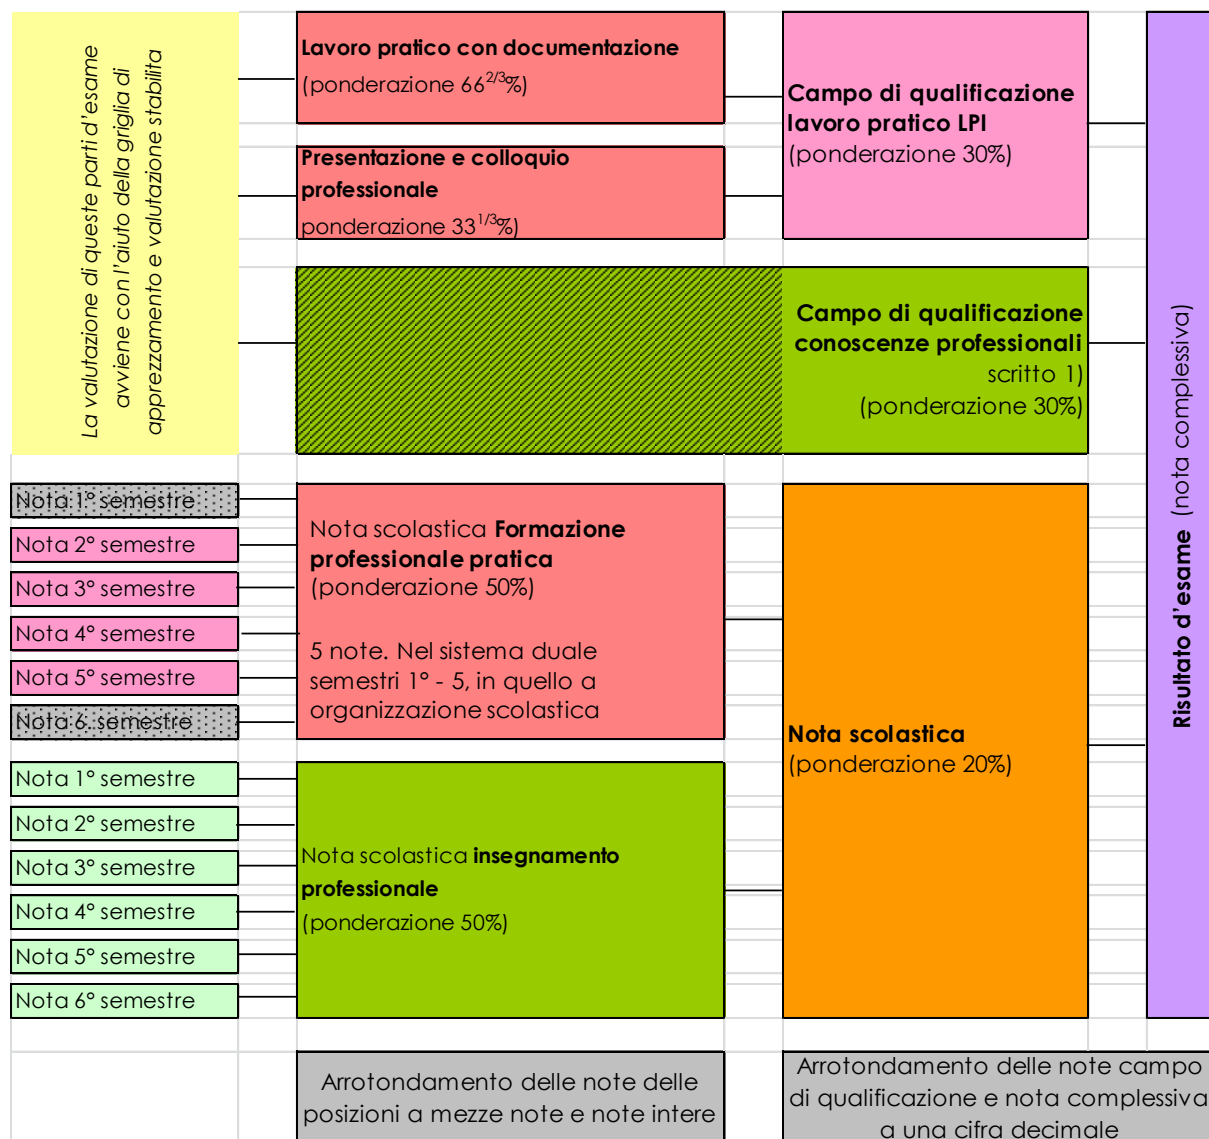 La valutazione di queste parti d'esame
avviene con l'aiuto della griglia di
apprezzamento e valutazione stabilita
Lavoro pratico con documentazione
(ponderazione 66 2/3%)
Presentazione e colloquio
professionale
ponderazione 33 1/3%)
Campo di qualificazione
lavoro pratico LPI
(ponderazione 30%)
Campo di qualificazione
conoscenze professionali
scritto 1)
(ponderazione 30%)
Risultato d'esame (nota complessiva)
Nota 1° semestre
Nota 2° semestre
Nota 3° semestre
Nota 4° semestre
Nota 5° semestre
Nota 6. semestre
Nota scolastica Formazione
professionale pratica
(ponderazione 50%)
5 note. Nel sistema duale
semestri 1° - 5, in quello a
organizzazione scolastica
Nota scolastica
(ponderazione 20%)
Nota 1° semestre
Nota 2° semestre
Nota 3° semestre
Nota 4° semestre
Nota 5° semestre
Nota 6° semestre
Nota scolastica insegnamento
professionale
(ponderazione 50%)
Arrotondamento delle note delle
posizioni a mezze note e note intere
Arrotondamento delle note campo
di qualificazione e nota complessiva
a una cifra decimale